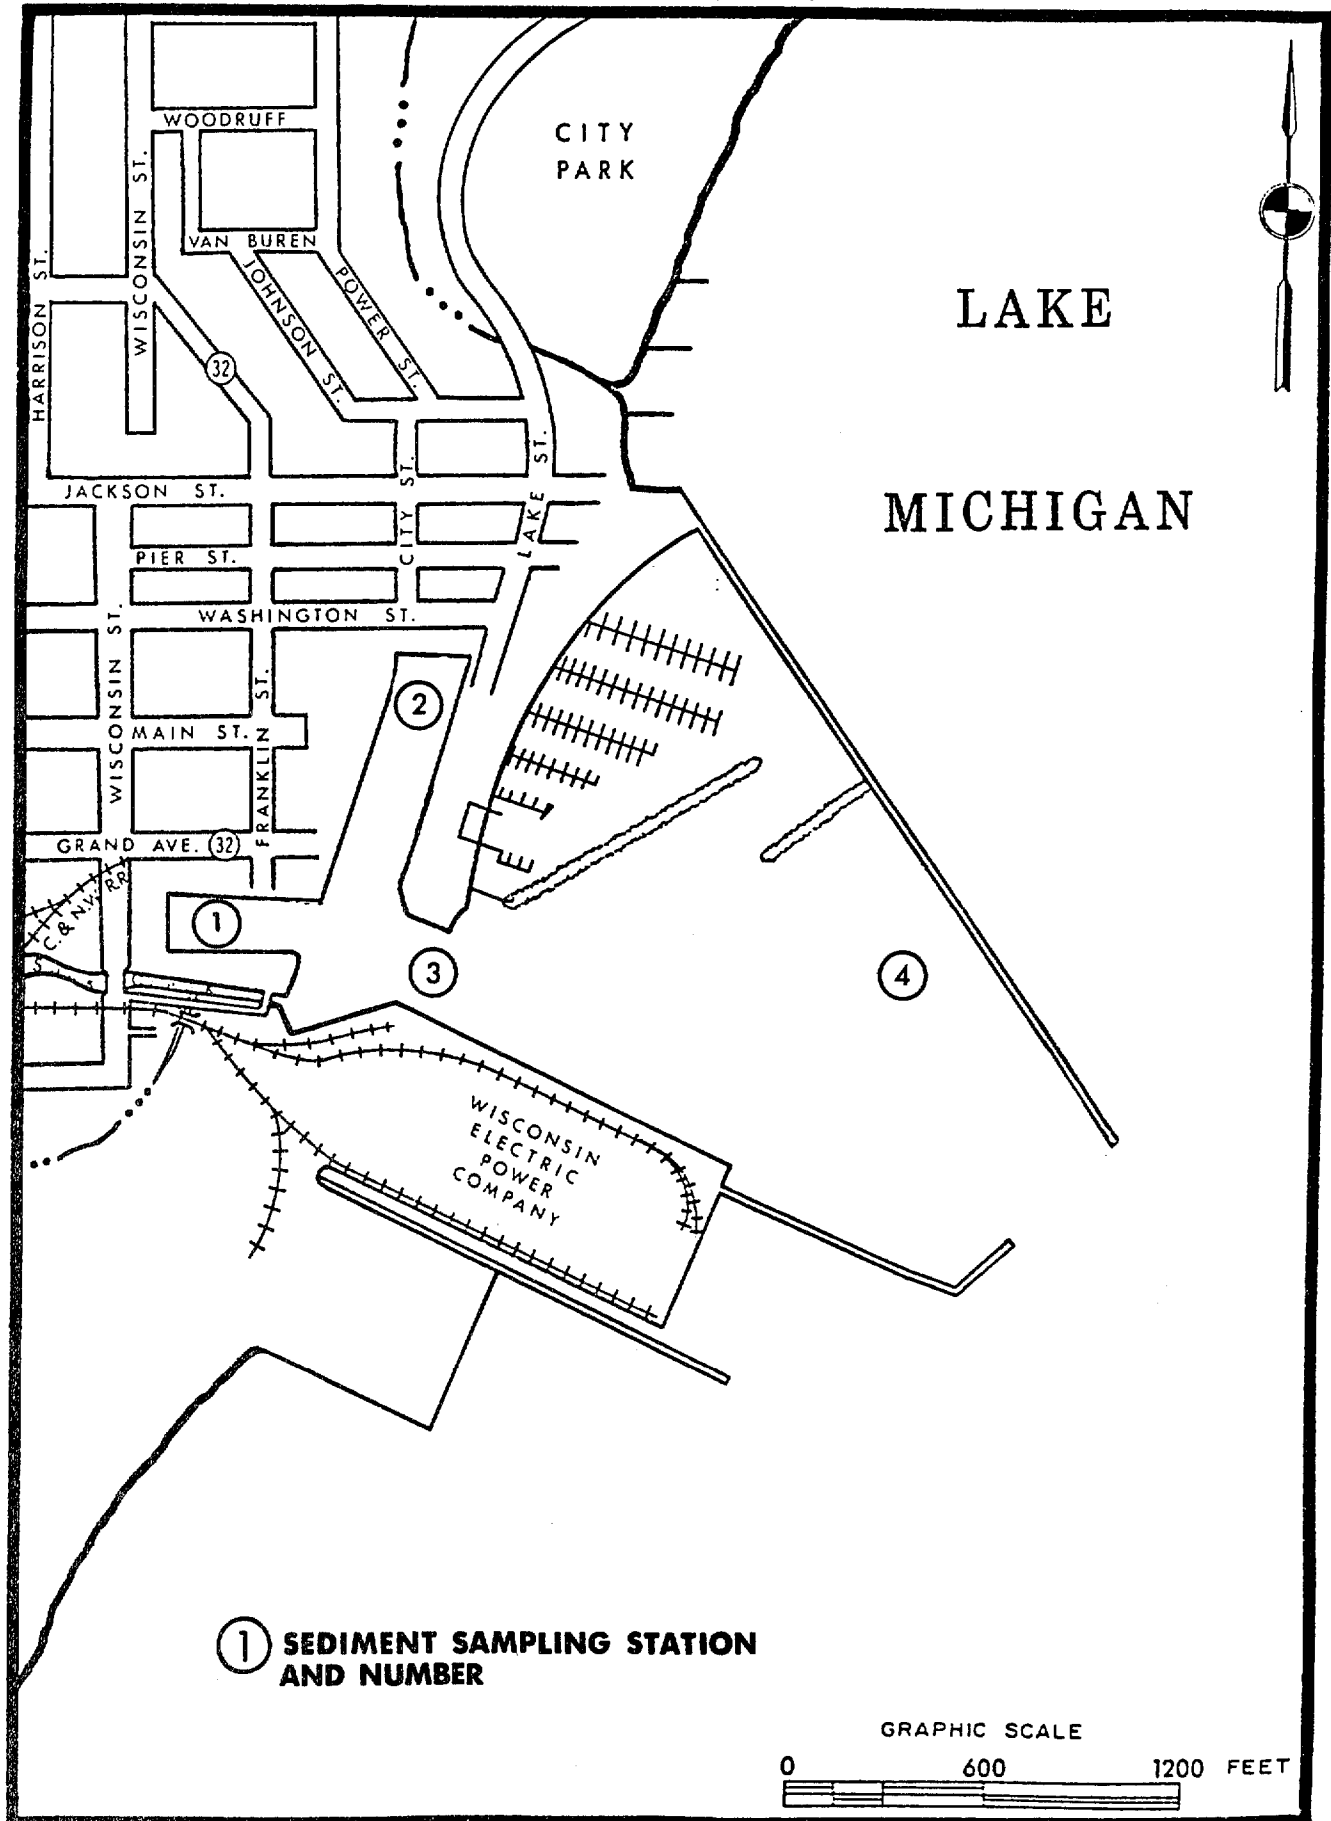 CITY
PARK
WOODRUFF
WISCONSIN ST.
VAN BUREN
HARRISON ST.
JOHNSON ST.
POWER ST.
32
LAKE
MICHIGAN
JACKSON ST.
CITY ST.
LAKE ST.
PIER ST.
WASHINGTON ST.
WISCONSIN ST.
FRANKLIN ST.
MAIN ST.
2
GRAND AVE. 32
C. & N.W. RR
1
3
4
WISCONSIN
ELECTRIC
POWER
COMPANY
1 SEDIMENT SAMPLING STATION
AND NUMBER
GRAPHIC SCALE
0 600 1200 FEET